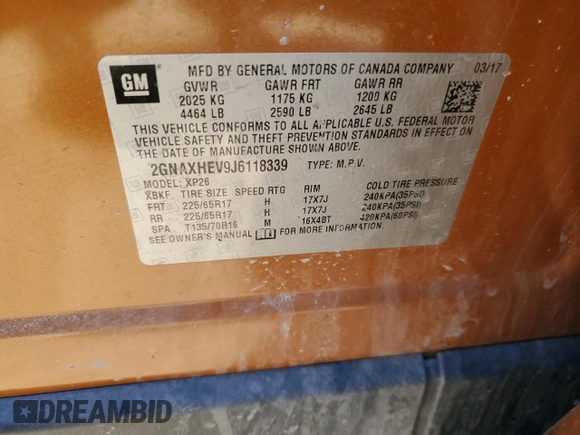 GM
MFD BY GENERAL MOTORS OF CANADA COMPANY 03/17
GVWR GAWR FRT GAWR RR
2025 KG 1175 KG 1200 KG
4464 LB 2590 LB 2645 LB
THIS VEHICLE CONFORMS TO ALL APPLICABLE U.S. FEDERAL MOTOR
VEHICLE SAFETY AND THEFT PREVENTION STANDARDS IN EFFECT ON
THE DATE OF MANUFACTURE SHOWN ABOVE.
2GNAXHEV9J6118339 TYPE: M.P.V.
MODEL: XP26
XBKF TIRE SIZE SPEED RTG RIM COLD TIRE PRESSURE
FRT 225/65R17 H 17X7J 240KPA(35PSI)
RR 225/65R17 H 17X7J 240KPA(35PSI)
SPA T135/70R16 M 16X4BT 420KPA(60PSI)
SEE OWNER'S MANUAL FOR MORE INFORMATION.
DREAMBID